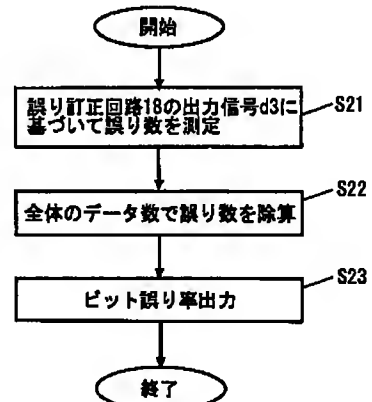 開始
誤り訂正回路18の出力信号d3に
基づいて誤り数を測定
S21
全体のデータ数で誤り数を除算
S22
ビット誤り率出力
S23
終了